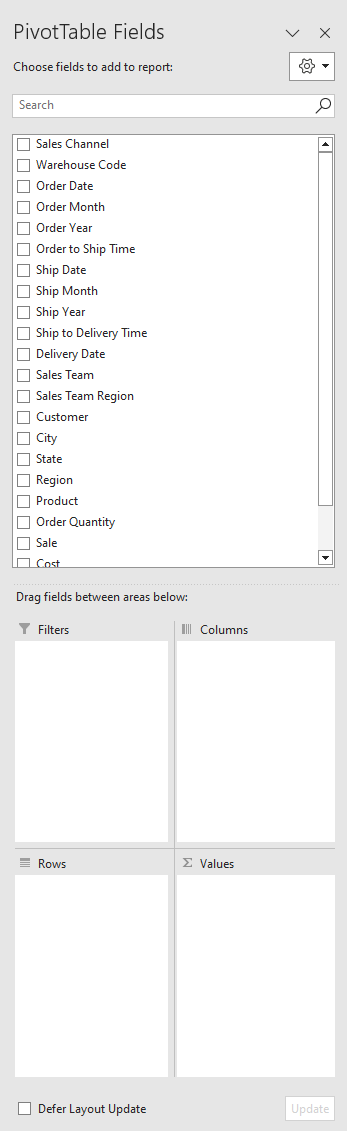 PivotTable Fields
Choose fields to add to report:
Search
Sales Channel
Warehouse Code
Order Date
Order Month
Order Year
Order to Ship Time
Ship Date
Ship Month
Ship Year
Ship to Delivery Time
Delivery Date
Sales Team
Sales Team Region
Customer
City
State
Region
Product
Order Quantity
Sale
Cost
Drag fields between areas below:
Filters
Columns
Rows
Σ Values
Defer Layout Update
Update